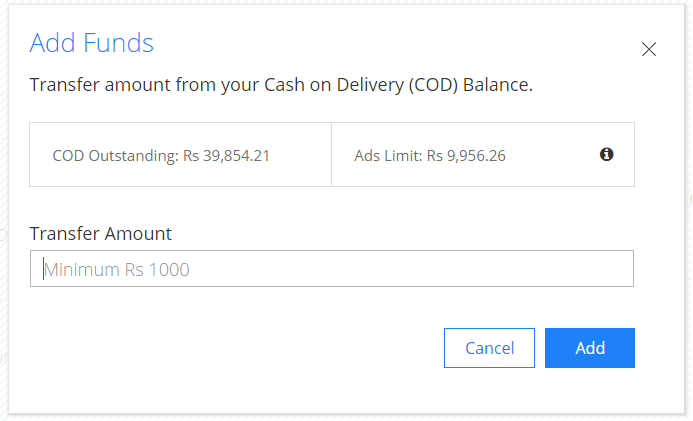 Add Funds
Transfer amount from your Cash on Delivery (COD) Balance.
COD Outstanding: Rs 39,854.21
Ads Limit: Rs 9,956.26
Transfer Amount
Minimum Rs 1000
Cancel
Add